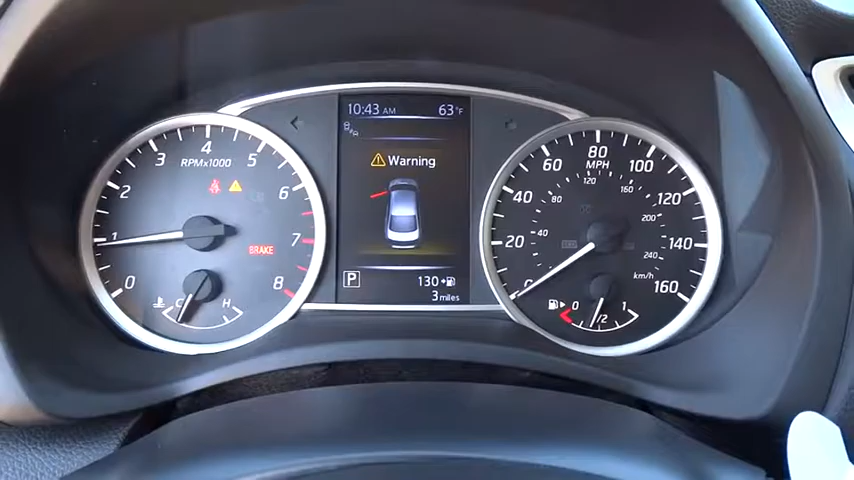 10:43 AM 63°F
Warning
P 130
3 miles
RPMx1000
0 1 2 3 4 5 6 7 8
BRAKE
C H
MPH
0 20 40 60 80 100 120 140 160
40 80 120 160 200 240
km/h
0 1/2 1